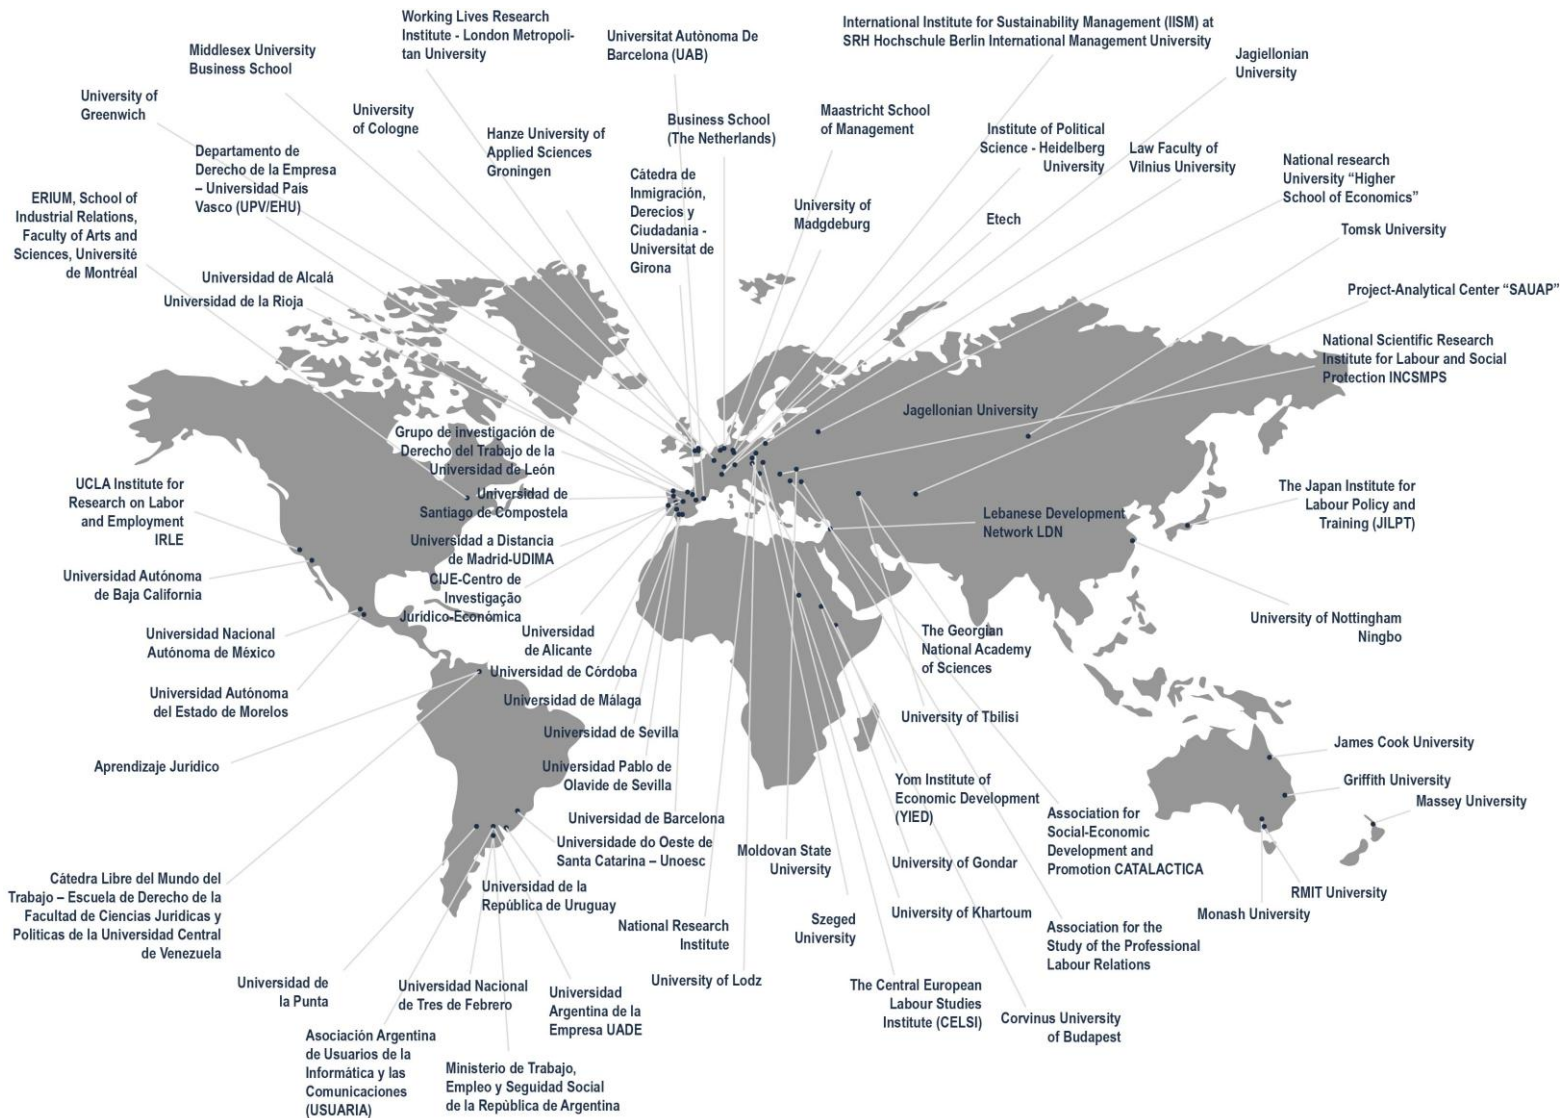 Working Lives Research
Institute - London Metropoli-
tan University
Middlesex University
Business School
Universitat Autònoma De
Barcelona (UAB)
International Institute for Sustainability Management (IISM) at
SRH Hochschule Berlin International Management University
Jagiellonian
University
University of
Greenwich
University
of Cologne
Hanze University of
Applied Sciences
Groningen
Business School
(The Netherlands)
Maastricht School
of Management
Institute of Political
Science - Heidelberg
University
Law Faculty of
Vilnius University
National research
University “Higher
School of Economics”
Departamento de
Derecho de la Empresa
– Universidad Pais
Vasco (UPV/EHU)
Cátedra de
Inmigración,
Derecios y
Ciudadania -
Universitat de
Girona
University of
Madgdeburg
Etech
Tomsk University
ERIUM, School of
Industrial Relations,
Faculty of Arts and
Sciences, Université
de Montréal
Universidad de Alcalá
Universidad de la Rioja
Project-Analytical Center “SAUAP”
National Scientific Research
Institute for Labour and Social
Protection INCSMPS
Jagellonian University
Grupo de investigación de
Derecho del Trabajo de la
Universidad de León
UCLA Institute for
Research on Labor
and Employment
IRLE
Universidad de
Santiago de Compostela
Lebanese Development
Network LDN
The Japan Institute for
Labour Policy and
Training (JILPT)
Universidad a Distancia
de Madrid-UDIMA
Universidad Autónoma
de Baja California
CIJE-Centro de
Investigação
Juridico-Económica
Universidad Nacional
Autónoma de México
Universidad
de Alicante
The Georgian
National Academy
of Sciences
University of Nottingham
Ningbo
Universidad de Córdoba
Universidad Autónoma
del Estado de Morelos
Universidad de Málaga
University of Tbilisi
Universidad de Sevilla
James Cook University
Aprendizaje Juridico
Universidad Pablo de
Olavide de Sevilla
Yom Institute of
Economic Development
(YIED)
Griffith University
Massey University
Universidad de Barcelona
Association for
Social-Economic
Development and
Promotion CATALACTICA
Universidade do Oeste de
Santa Catarina – Unoesc
Moldovan State
University
University of Gondar
Cátedra Libre del Mundo del
Trabajo – Escuela de Derecho de la
Facultad de Ciencias Juridicas y
Politicas de la Universidad Central
de Venezuela
Universidad de la
Repùblica de Uruguay
RMIT University
Monash University
National Research
Institute
Szeged
University
University of Khartoum
Association for the
Study of the Professional
Labour Relations
Universidad de
la Punta
Universidad Nacional
de Tres de Febrero
Universidad
Argentina de la
Empresa UADE
University of Lodz
The Central European
Labour Studies
Institute (CELSI)
Corvinus University
of Budapest
Asociación Argentina
de Usuarios de la
Informática y las
Comunicaciones
(USUARIA)
Ministerio de Trabajo,
Empleo y Seguidad Social
de la Repùblica de Argentina